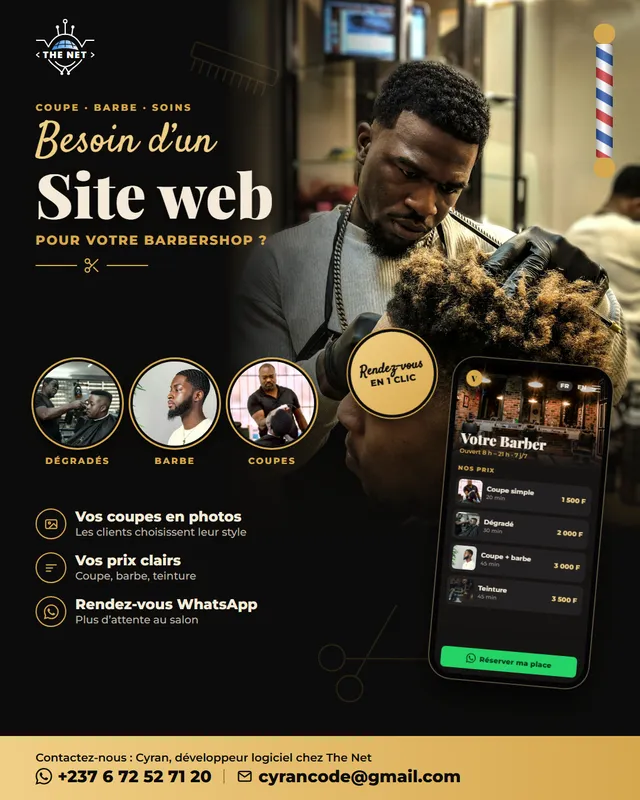 THE NET
COUPE · BARBE · SOINS
Besoin d'un
Site web
POUR VOTRE BARBERSHOP ?
Rendez-vous
EN 1 CLIC
DÉGRADÉS
BARBE
COUPES
Vos coupes en photos
Les clients choisissent leur style
Vos prix clairs
Coupe, barbe, teinture
Rendez-vous WhatsApp
Plus d'attente au salon
V
FR EN
Votre Barber
Ouvert 8 h – 21 h · 7 j/7
NOS PRIX
Coupe simple
20 min
1 500 F
Dégradé
30 min
2 000 F
Coupe + barbe
45 min
3 000 F
Teinture
45 min
3 500 F
Réserver ma place
Contactez-nous : Cyran, développeur logiciel chez The Net
+237 6 72 52 71 20
cyrancode@gmail.com